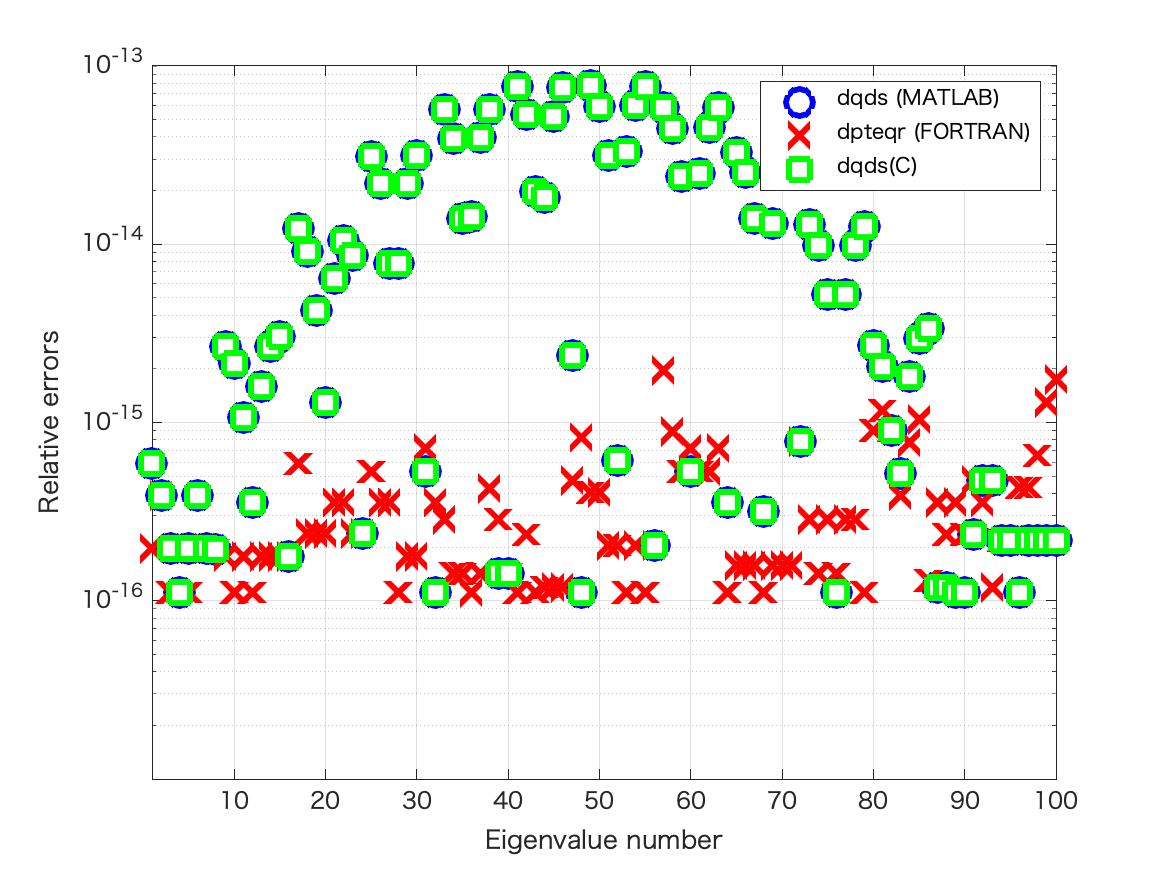 10-13
10-14
10-15
10-16
Relative errors
dqds (MATLAB)
dpteqr (FORTRAN)
dqds(C)
10 20 30 40 50 60 70 80 90 100
Eigenvalue number